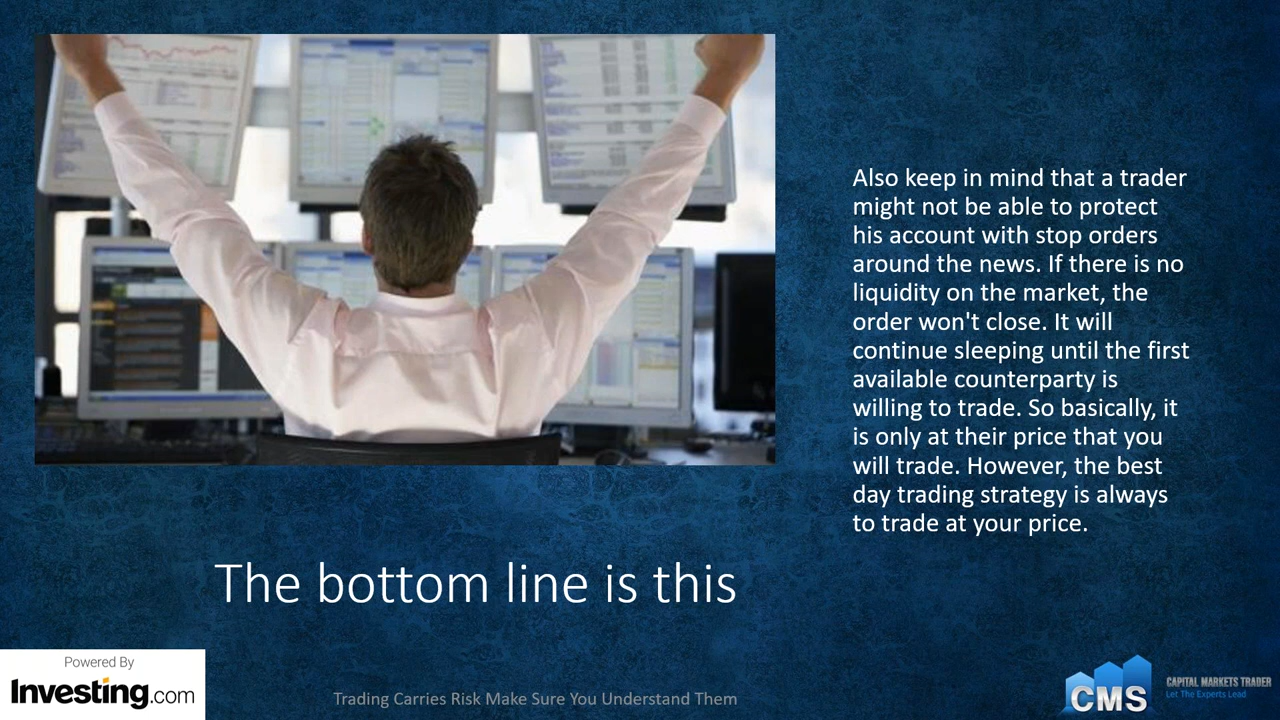 Also keep in mind that a trader
might not be able to protect
his account with stop orders
around the news. If there is no
liquidity on the market, the
order won't close. It will
continue sleeping until the first
available counterparty is
willing to trade. So basically, it
is only at their price that you
will trade. However, the best
day trading strategy is always
to trade at your price.
The bottom line is this
Powered By
Investing.com
Trading Carries Risk Make Sure You Understand Them
CMS
CAPITAL MARKETS TRADER
Let The Experts Lead